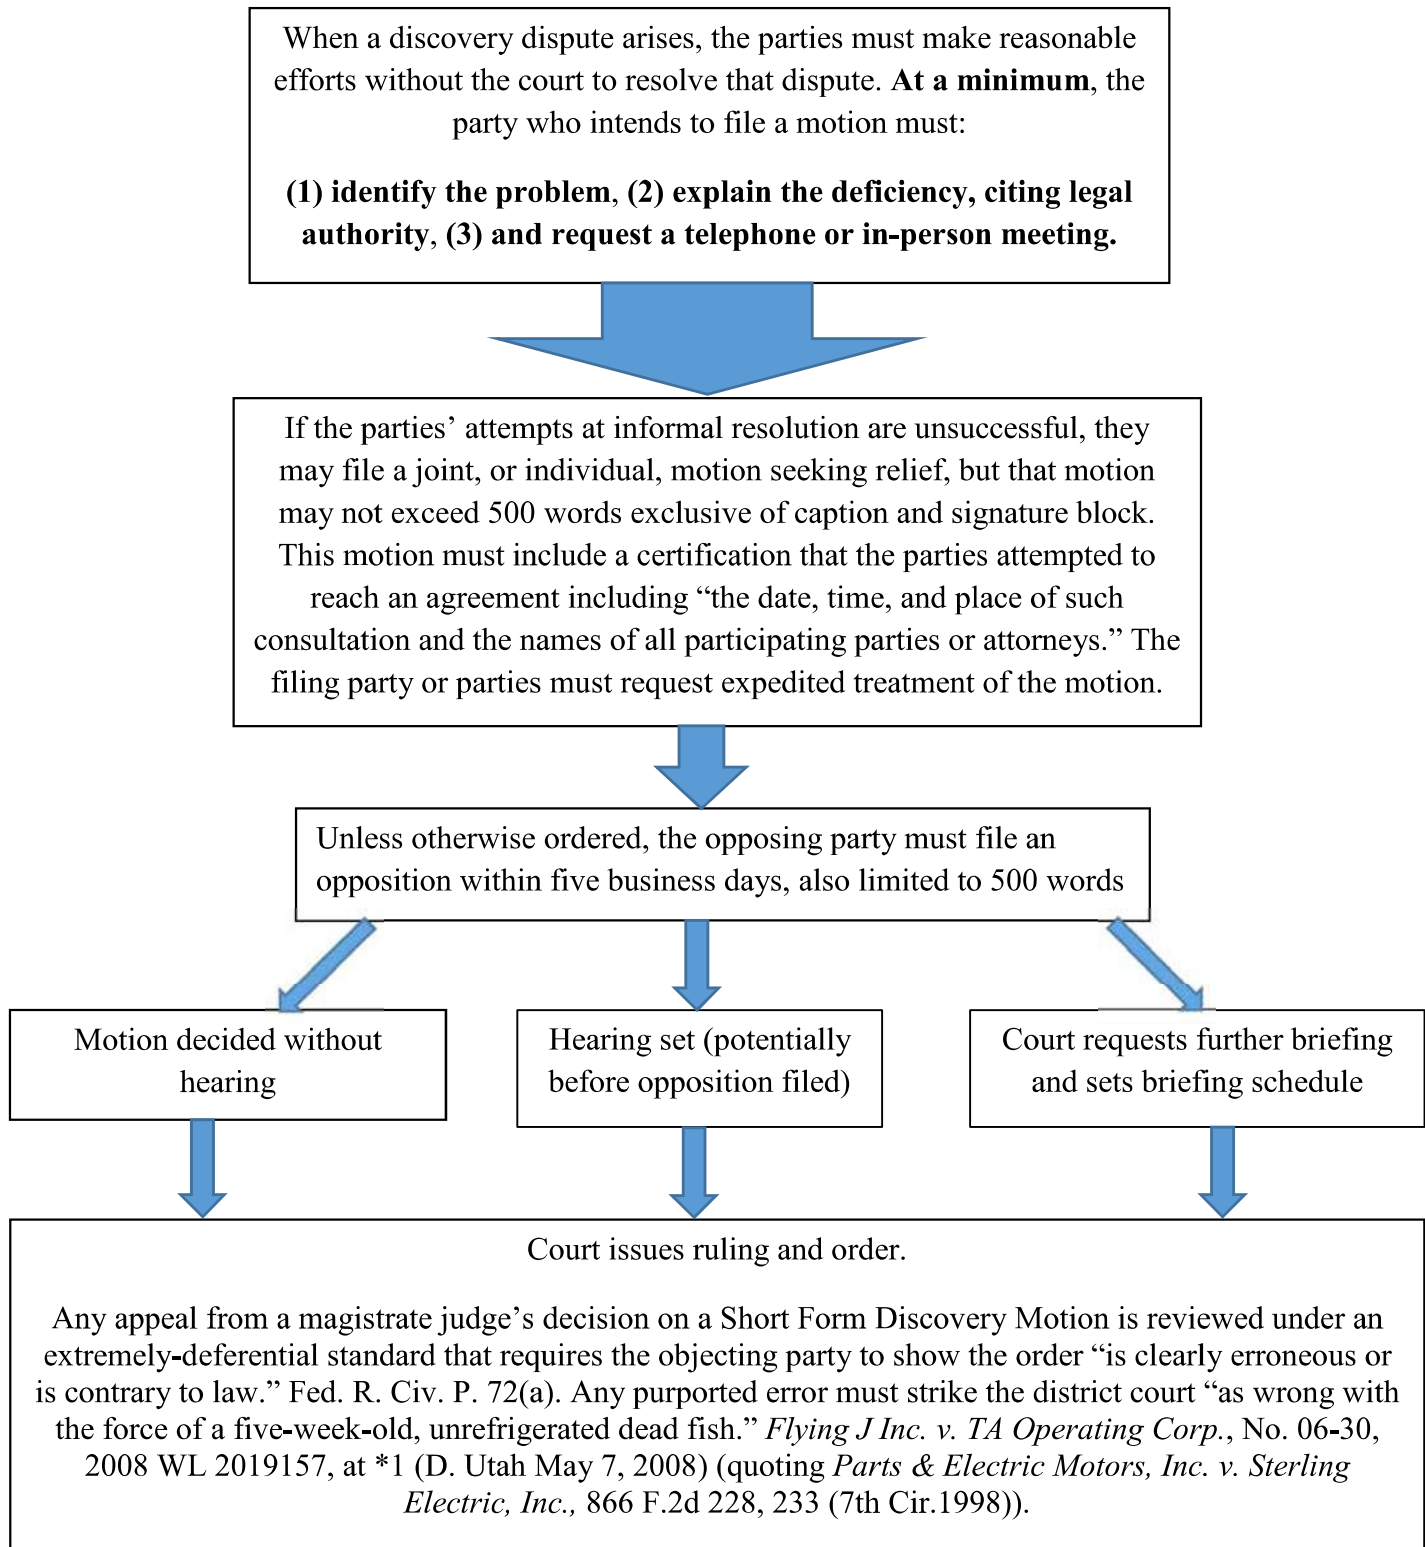 When a discovery dispute arises, the parties must make reasonable
efforts without the court to resolve that dispute. At a minimum, the
party who intends to file a motion must:
(1) identify the problem, (2) explain the deficiency, citing legal
authority, (3) and request a telephone or in-person meeting.
If the parties’ attempts at informal resolution are unsuccessful, they
may file a joint, or individual, motion seeking relief, but that motion
may not exceed 500 words exclusive of caption and signature block.
This motion must include a certification that the parties attempted to
reach an agreement including “the date, time, and place of such
consultation and the names of all participating parties or attorneys.” The
filing party or parties must request expedited treatment of the motion.
Unless otherwise ordered, the opposing party must file an
opposition within five business days, also limited to 500 words
Motion decided without
hearing
Hearing set (potentially
before opposition filed)
Court requests further briefing
and sets briefing schedule
Court issues ruling and order.
Any appeal from a magistrate judge’s decision on a Short Form Discovery Motion is reviewed under an
extremely-deferential standard that requires the objecting party to show the order “is clearly erroneous or
is contrary to law.” Fed. R. Civ. P. 72(a). Any purported error must strike the district court “as wrong with
the force of a five-week-old, unrefrigerated dead fish.” Flying J Inc. v. TA Operating Corp., No. 06-30,
2008 WL 2019157, at *1 (D. Utah May 7, 2008) (quoting Parts & Electric Motors, Inc. v. Sterling
Electric, Inc., 866 F.2d 228, 233 (7th Cir.1998)).